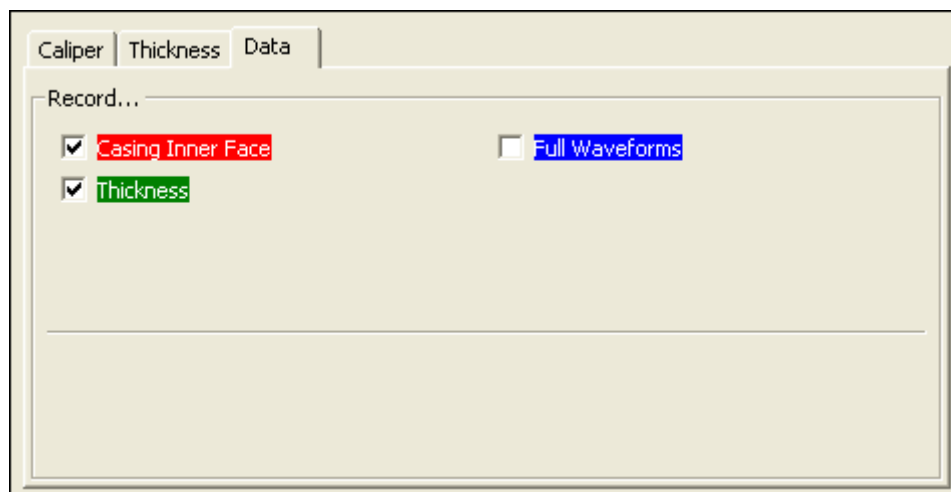 Caliper Thickness Data
Record...
Casing Inner Face Full Waveforms
Thickness